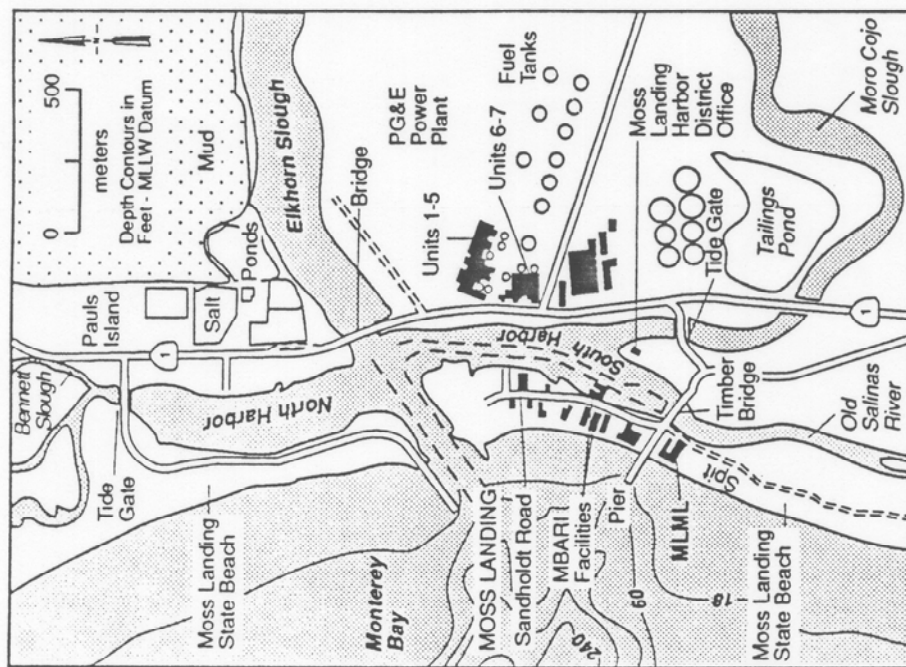 0 500
meters
Depth Contours in
Feet - MLLW Datum
N
Mud
Elkhorn Slough
PG&E
Power
Plant
Fuel
Tanks
Units 1-5
Units 6-7
Bridge
Moss
Landing
Harbor
District
Office
Moro Cojo
Slough
Tailings
Pond
Tide Gate
Pauls
Island
Salt
Ponds
1
1
Bennett
Slough
North Harbor
South
Harbor
Timber
Bridge
Old
Salinas
River
Tide
Gate
Moss Landing
State Beach
Monterey
Bay
MOSS LANDING
Sandholdt Road
MBARI
Facilities
Pier
MLML
Spit
Moss Landing
State Beach
240
60
18